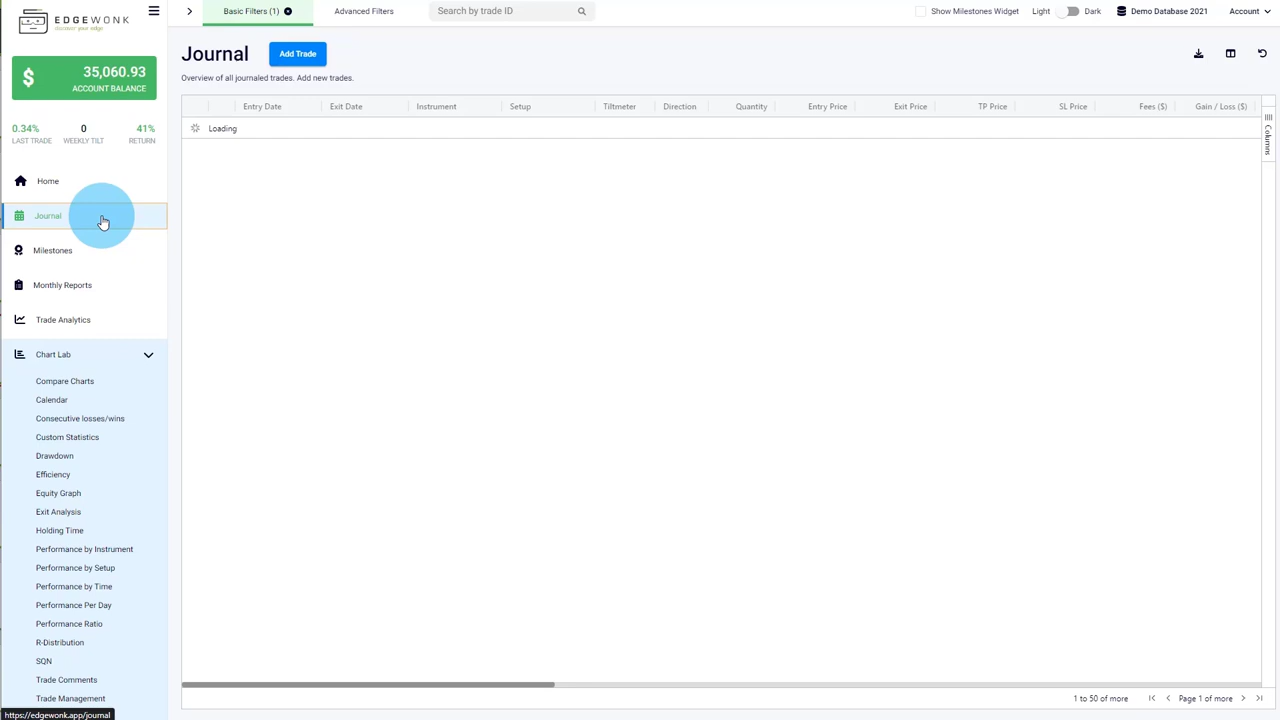 EDGEWONK
discover your edge
Basic Filters (1)
Advanced Filters
Search by trade ID
Show Milestones Widget
Light
Dark
Demo Database 2021
Account
$
35,060.93
ACCOUNT BALANCE
0.34%
LAST TRADE
0
WEEKLY TILT
41%
RETURN
Home
Journal
Milestones
Monthly Reports
Trade Analytics
Chart Lab
Compare Charts
Calendar
Consecutive losses/wins
Custom Statistics
Drawdown
Efficiency
Equity Graph
Exit Analysis
Holding Time
Performance by Instrument
Performance by Setup
Performance by Time
Performance Per Day
Performance Ratio
R-Distribution
SQN
Trade Comments
Trade Management
https://edgewonk.app/journal
Journal
Add Trade
Overview of all journaled trades. Add new trades.
Entry Date
Exit Date
Instrument
Setup
Tiltmeter
Direction
Quantity
Entry Price
Exit Price
TP Price
SL Price
Fees ($)
Gain / Loss ($)
Columns
Loading
1 to 50 of more
Page 1 of more